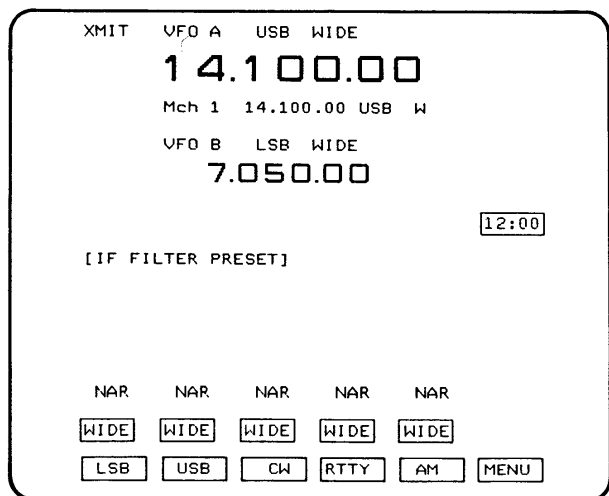 XMIT VFO A USB WIDE
14.100.00
Mch 1 14.100.00 USB W
VFO B LSB WIDE
7.050.00
12:00
[IF FILTER PRESET]
NAR NAR NAR NAR NAR
WIDE WIDE WIDE WIDE WIDE
LSB USB CW RTTY AM MENU